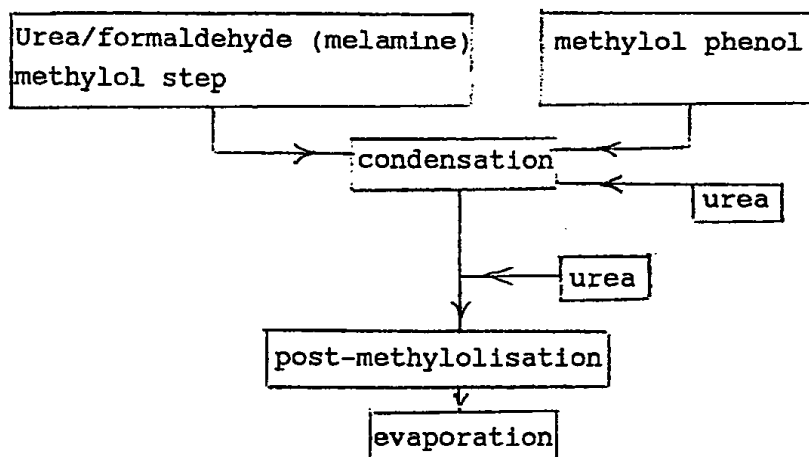 Urea/formaldehyde (melamine)
methylol step
methylol phenol
condensation
urea
urea
post-methylolisation
evaporation